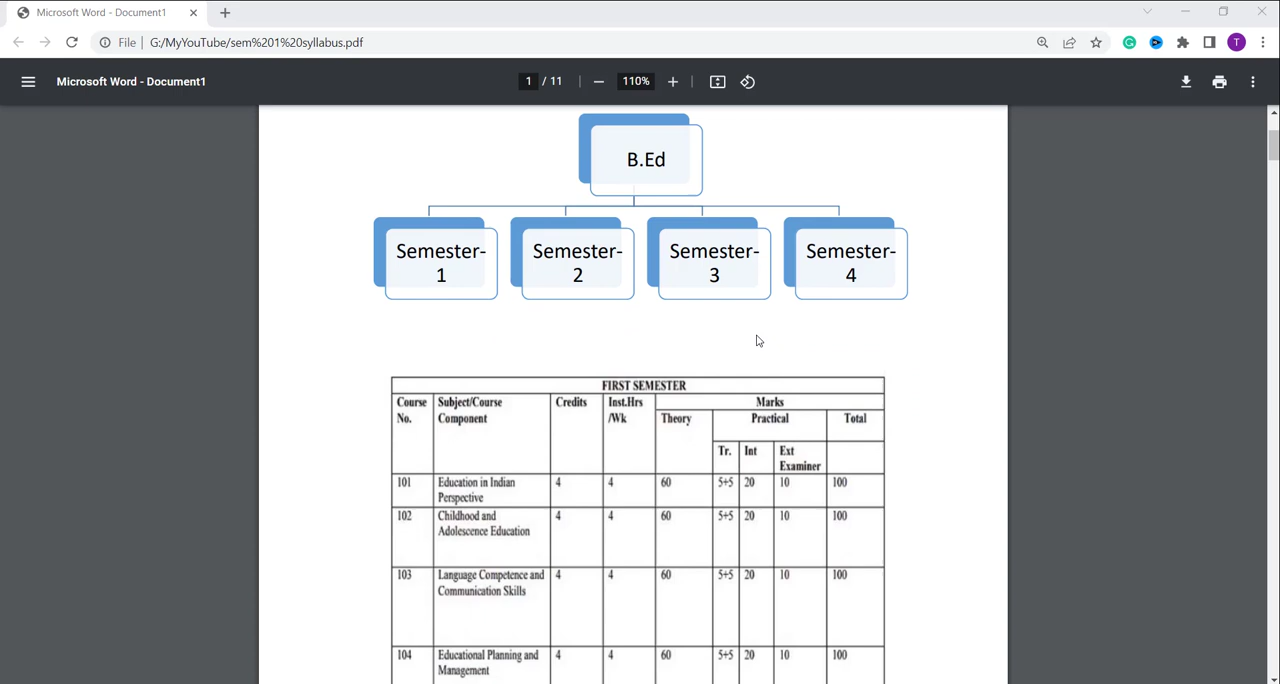 Microsoft Word - Document1
File G:/MyYouTube/sem%201%20syllabus.pdf
T
Microsoft Word - Document1
1 / 11
110%
B.Ed
Semester-
1
Semester-
2
Semester-
3
Semester-
4
FIRST SEMESTER
Course No. Subject/Course Component Credits Inst.Hrs /Wk Marks
Theory Practical Total
Tr. Int Ext Examiner
101 Education in Indian Perspective 4 4 60 5+5 20 10 100
102 Childhood and Adolescence Education 4 4 60 5+5 20 10 100
103 Language Competence and Communication Skills 4 4 60 5+5 20 10 100
104 Educational Planning and Management 4 4 60 5+5 20 10 100